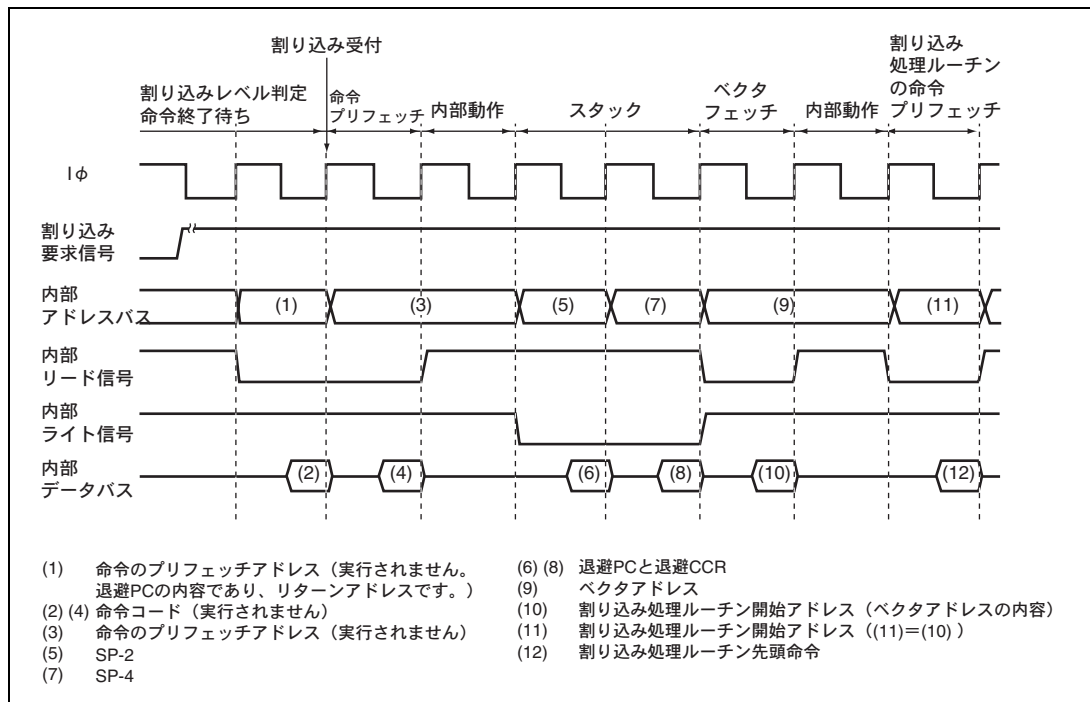 割り込み受付
割り込みレベル判定
命令終了待ち
命令
プリフェッチ
内部動作
スタック
ベクタ
フェッチ
内部動作
割り込み
処理ルーチン
の命令
プリフェッチ
Iφ
割り込み
要求信号
内部
アドレスバス
(1)
(3)
(5)
(7)
(9)
(11)
内部
リード信号
内部
ライト信号
内部
データバス
(2)
(4)
(6)
(8)
(10)
(12)
(1) 命令のプリフェッチアドレス（実行されません。
退避PCの内容であり、リターンアドレスです。）
(2) (4) 命令コード（実行されません）
(3) 命令のプリフェッチアドレス（実行されません）
(5) SP-2
(7) SP-4
(6) (8) 退避PCと退避CCR
(9) ベクタアドレス
(10) 割り込み処理ルーチン開始アドレス（ベクタアドレスの内容）
(11) 割り込み処理ルーチン開始アドレス（(11)＝(10) ）
(12) 割り込み処理ルーチン先頭命令